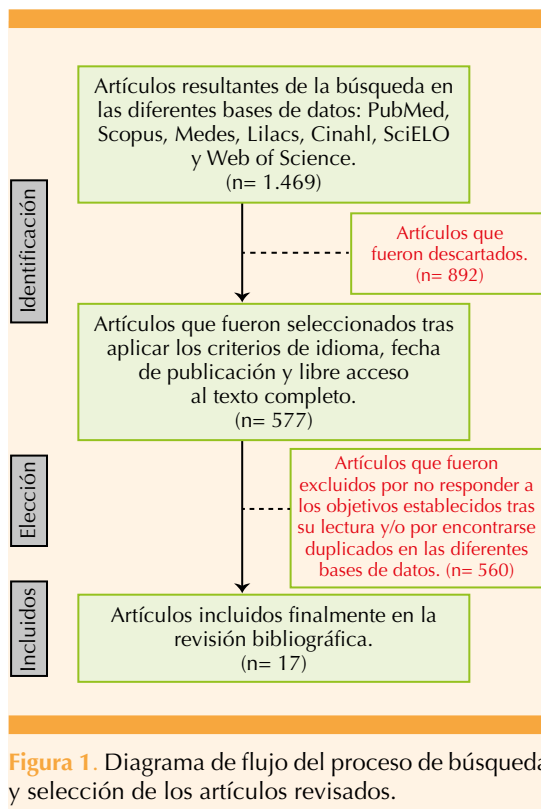 Artículos resultantes de la búsqueda en
las diferentes bases de datos: PubMed,
Scopus, Medes, Lilacs, Cinahl, SciELO
y Web of Science.
(n= 1.469)
Identificación
Artículos que
fueron descartados.
(n= 892)
Artículos que fueron seleccionados tras
aplicar los criterios de idioma, fecha
de publicación y libre acceso
al texto completo.
(n= 577)
Elección
Artículos que fueron
excluidos por no responder a
los objetivos establecidos tras
su lectura y/o por encontrarse
duplicados en las diferentes
bases de datos. (n= 560)
Incluidos
Artículos incluidos finalmente en la
revisión bibliográfica.
(n= 17)
Figura 1. Diagrama de flujo del proceso de búsqueda
y selección de los artículos revisados.